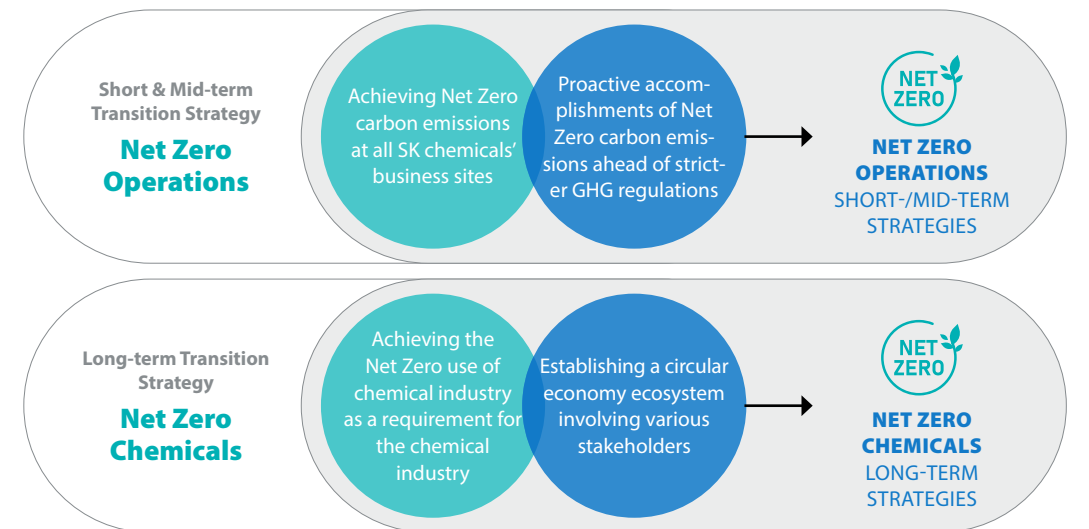 Short & Mid-term
Transition Strategy
Net Zero
Operations
Achieving Net Zero
carbon emissions
at all SK chemicals'
business sites
Proactive accom-
plishments of Net
Zero carbon emis-
sions ahead of strict-
er GHG regulations
NET
ZERO
NET ZERO
OPERATIONS
SHORT-/MID-TERM
STRATEGIES
Long-term Transition
Strategy
Net Zero
Chemicals
Achieving the
Net Zero use of
chemical industry
as a requirement for
the chemical
industry
Establishing a circular
economy ecosystem
involving various
stakeholders
NET
ZERO
NET ZERO
CHEMICALS
LONG-TERM
STRATEGIES